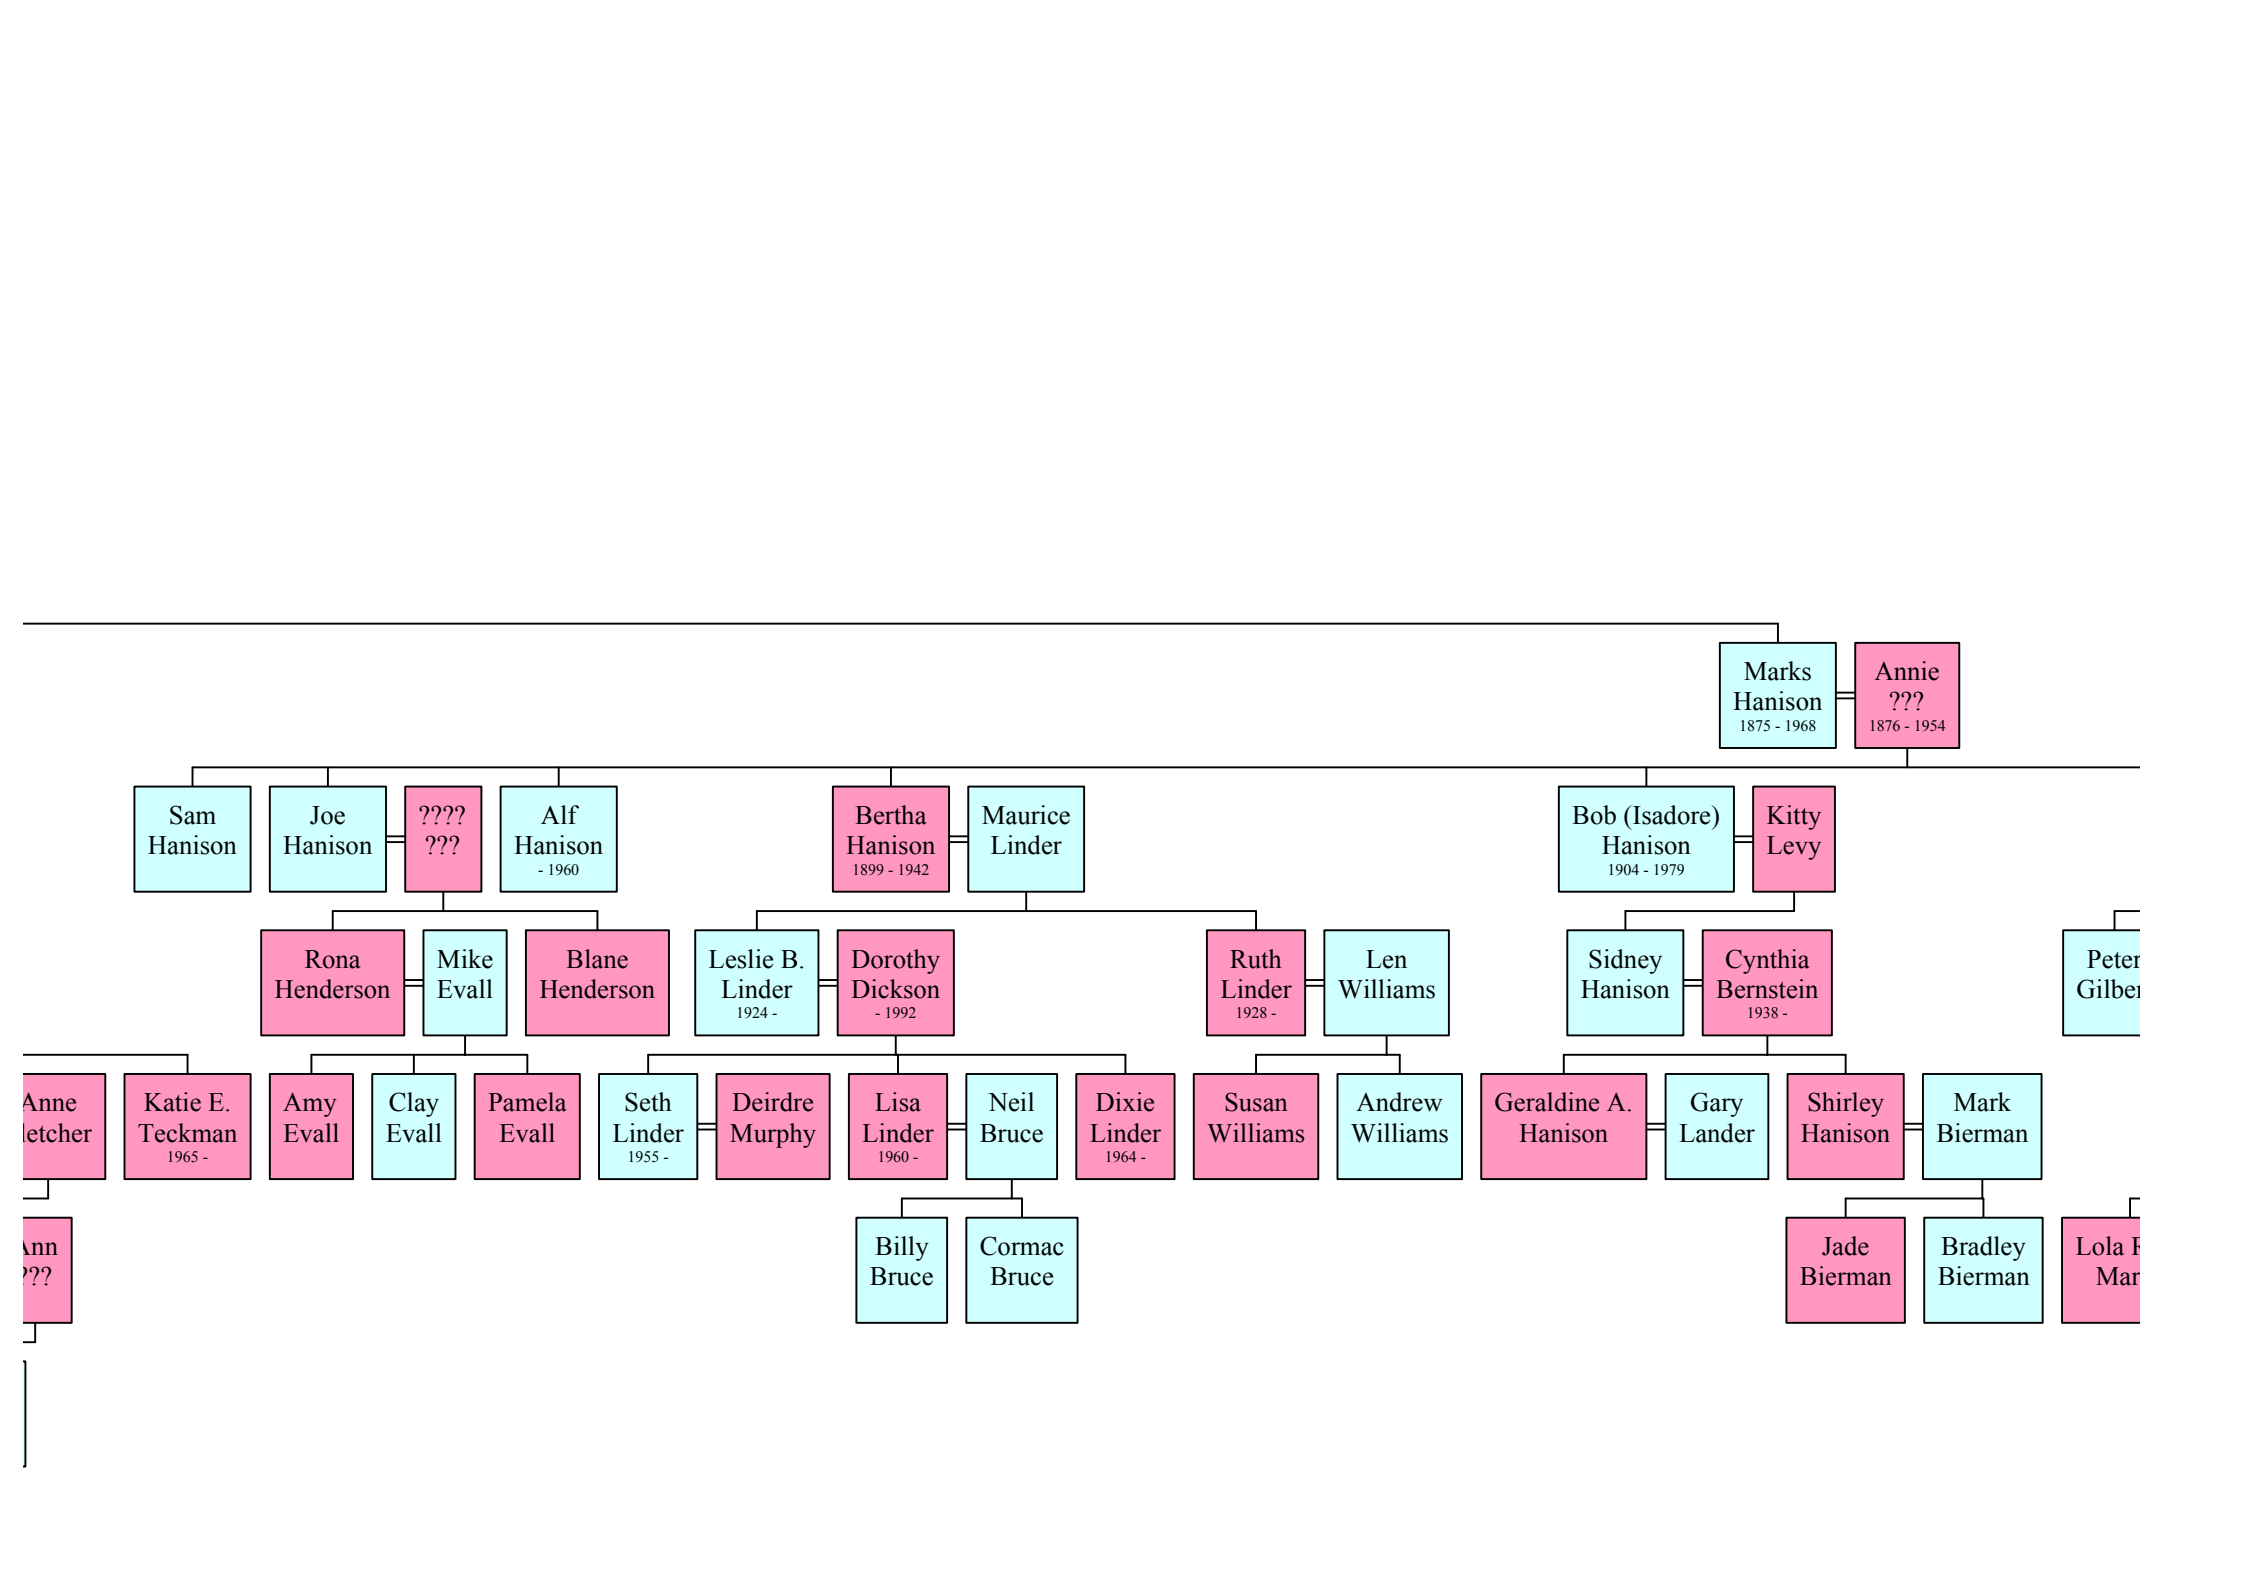 Marks
Hanison
1875 - 1968
Annie
???
1876 - 1954
Sam
Hanison
Joe
Hanison
????
???
Alf
Hanison
- 1960
Bertha
Hanison
1899 - 1942
Maurice
Linder
Bob (Isadore)
Hanison
1904 - 1979
Kitty
Levy
Rona
Henderson
Mike
Evall
Blane
Henderson
Leslie B.
Linder
1924 -
Dorothy
Dickson
- 1992
Ruth
Linder
1928 -
Len
Williams
Sidney
Hanison
Cynthia
Bernstein
1938 -
Peter
Anne
Katie E.
Teckman
1965 -
Amy
Evall
Clay
Evall
Pamela
Evall
Seth
Linder
1955 -
Deirdre
Murphy
Lisa
Linder
1960 -
Neil
Bruce
Dixie
Linder
1964 -
Susan
Williams
Andrew
Williams
Geraldine A.
Hanison
Gary
Lander
Shirley
Hanison
Mark
Bierman
Ann
???
Billy
Bruce
Cormac
Bruce
Jade
Bierman
Bradley
Bierman
Lola